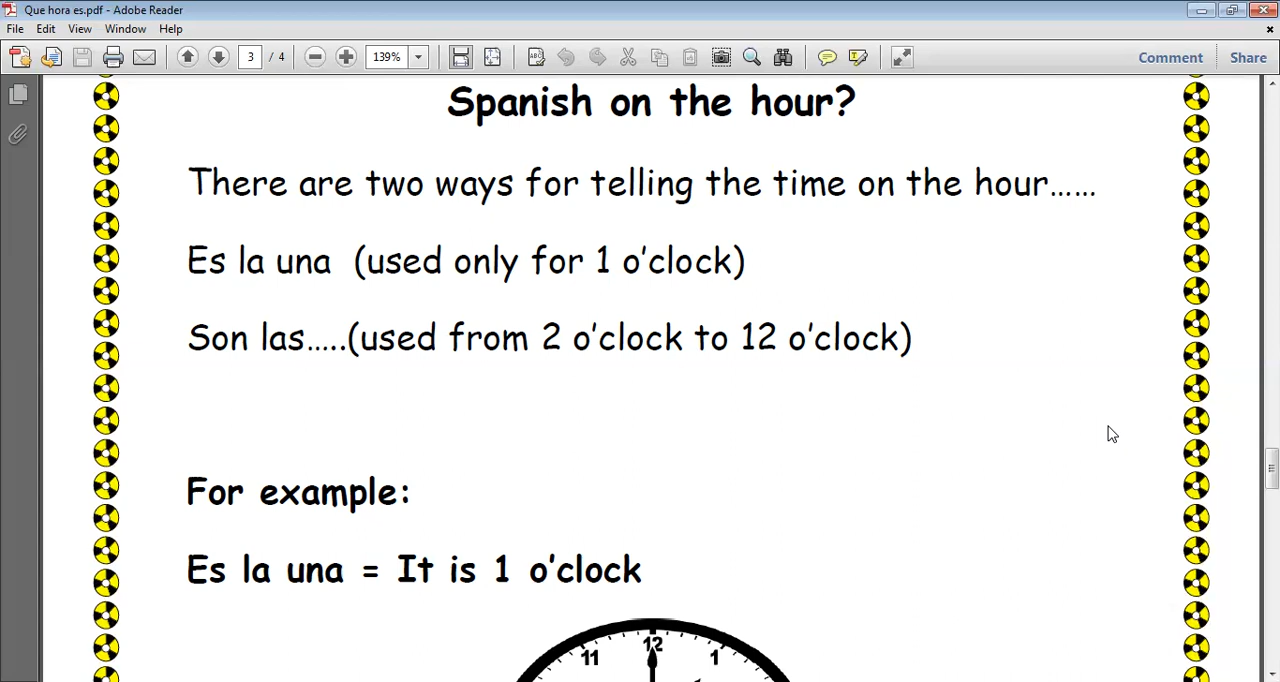 Que hora es.pdf - Adobe Reader
File Edit View Window Help
3 / 4 139% Comment Share
Spanish on the hour?
There are two ways for telling the time on the hour……
Es la una (used only for 1 o’clock)
Son las…..(used from 2 o’clock to 12 o’clock)
For example:
Es la una = It is 1 o’clock
11 12 1